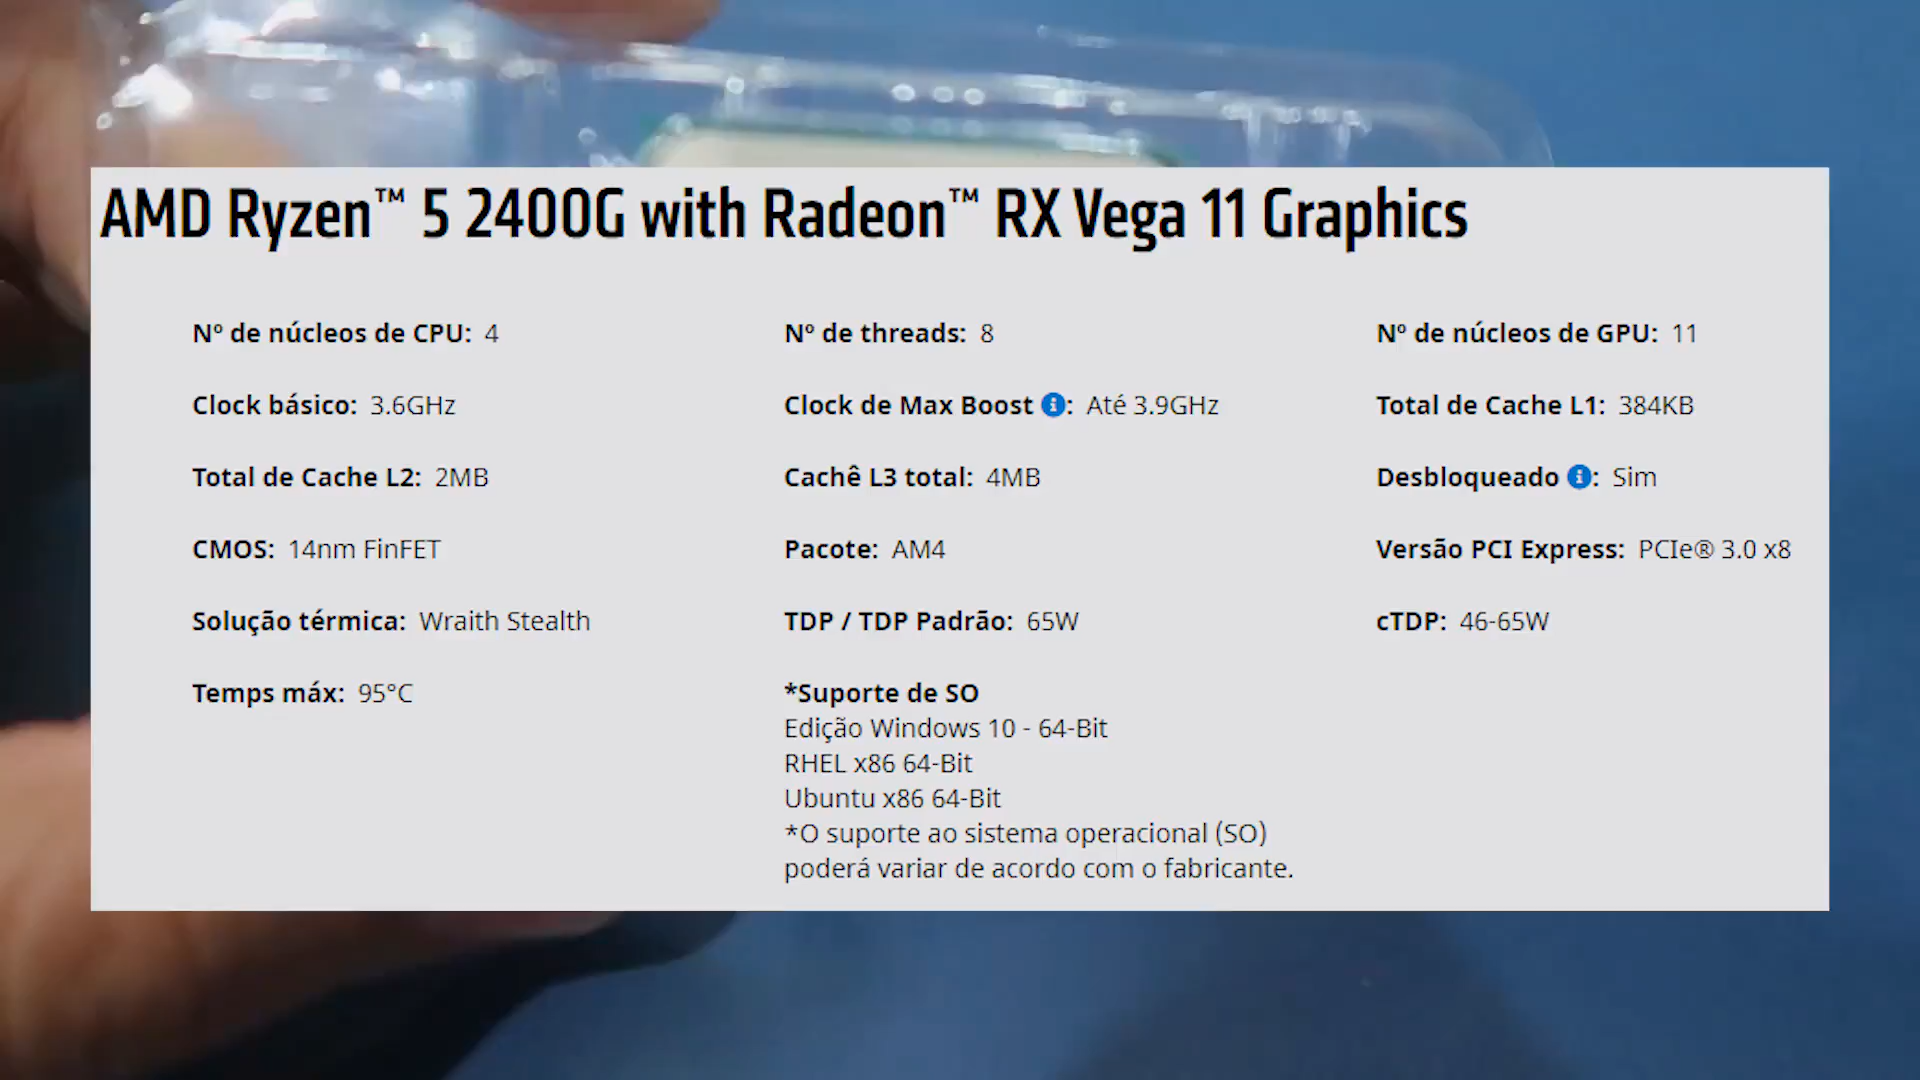 AMD Ryzen™ 5 2400G with Radeon™ RX Vega 11 Graphics
Nº de núcleos de CPU: 4
Nº de threads: 8
Nº de núcleos de GPU: 11
Clock básico: 3.6GHz
Clock de Max Boost : Até 3.9GHz
Total de Cache L1: 384KB
Total de Cache L2: 2MB
Cachê L3 total: 4MB
Desbloqueado : Sim
CMOS: 14nm FinFET
Pacote: AM4
Versão PCI Express: PCIe® 3.0 x8
Solução térmica: Wraith Stealth
TDP / TDP Padrão: 65W
cTDP: 46-65W
Temps máx: 95°C
*Suporte de SO
Edição Windows 10 - 64-Bit
RHEL x86 64-Bit
Ubuntu x86 64-Bit
*O suporte ao sistema operacional (SO)
poderá variar de acordo com o fabricante.